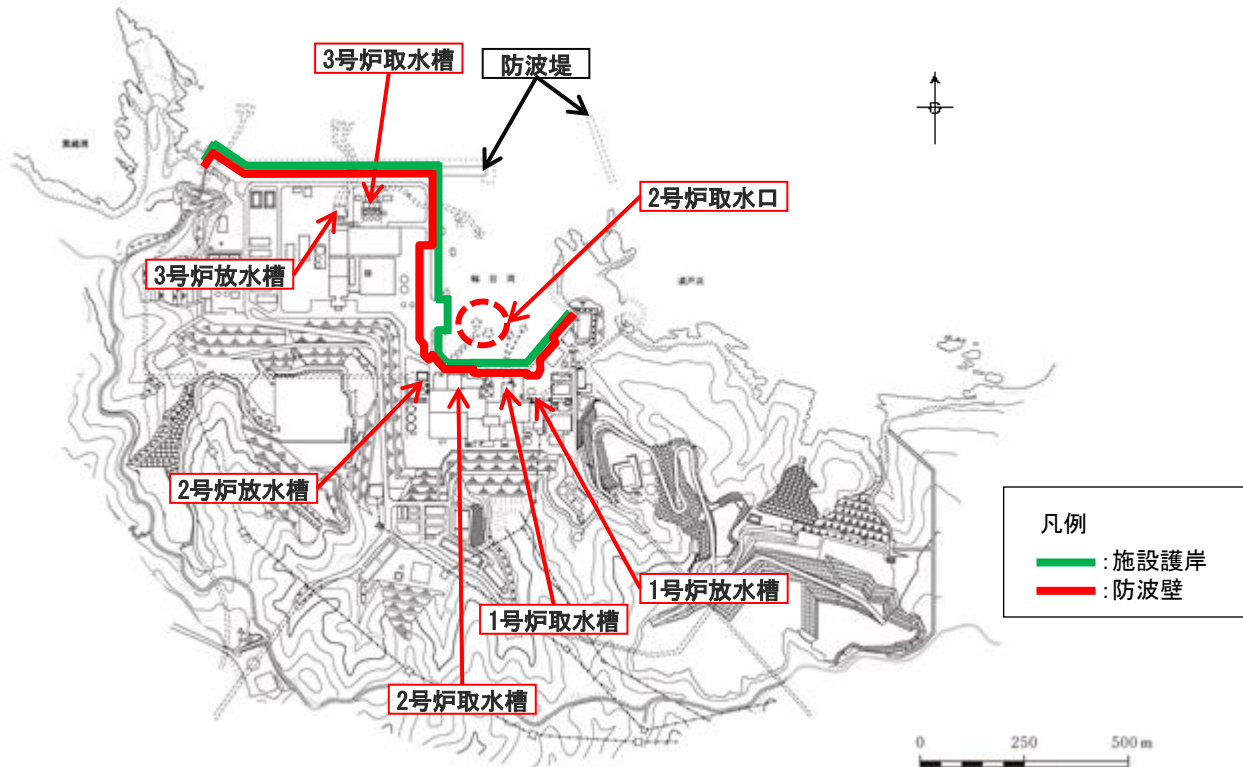 3号炉取水槽
防波堤
2号炉取水口
3号炉放水槽
輪谷湾
2号炉放水槽
凡例
:施設護岸
:防波壁
1号炉放水槽
1号炉取水槽
2号炉取水槽
0 250 500m